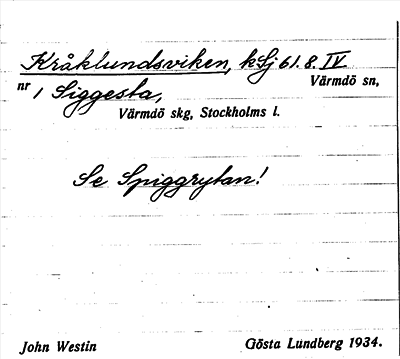 Kråklundsviken, kSj 61.8. IV
Värmdö sn,
nr 1 Siggesta,
Värmdö skg, Stockholms l.
Se Spiggrytan!
John Westin
Gösta Lundberg 1934.